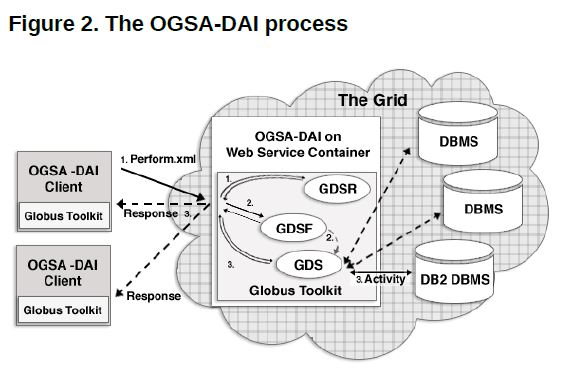 Figure 2. The OGSA-DAI process
The Grid
OGSA-DAI on
Web Service Container
DBMS
1. Perform.xml
OGSA -DAI
Client
Globus Toolkit
Response 3.
1.
GDSR
2.
GDSF
2.
3.
GDS
Globus Toolkit
DBMS
3. Activity
DB2 DBMS
OGSA -DAI
Client
Globus Toolkit
Response